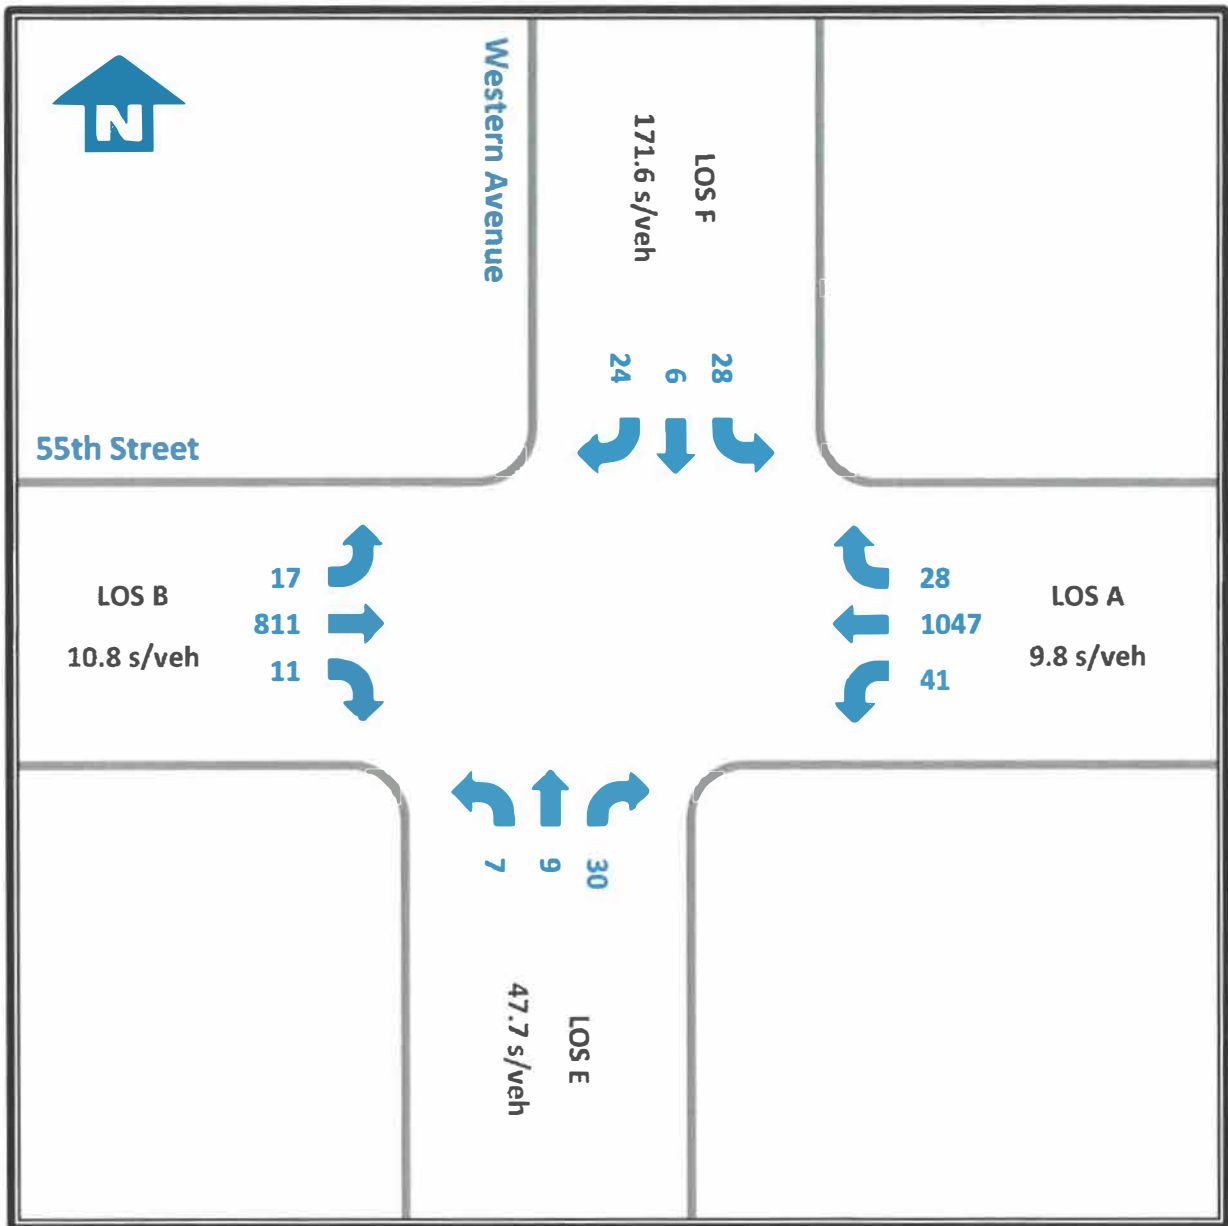 N
Western Avenue
LOS F
171.6 s/veh
24
6
28
55th Street
LOS B
10.8 s/veh
17
811
11
28
1047
41
LOS A
9.8 s/veh
7
9
30
LOS E
47.7 s/veh